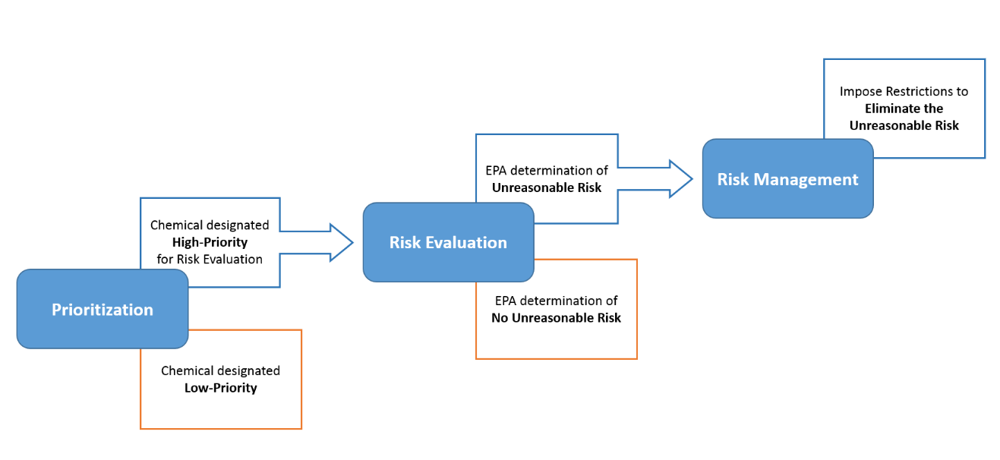 Impose Restrictions to
Eliminate the
Unreasonable Risk
Risk Management
EPA determination of
Unreasonable Risk
Risk Evaluation
EPA determination of
No Unreasonable Risk
Chemical designated
High-Priority
for Risk Evaluation
Prioritization
Chemical designated
Low-Priority